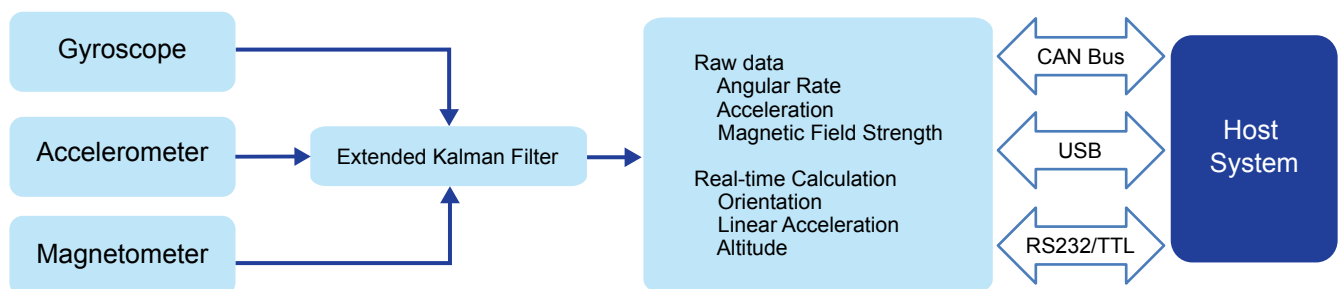 Gyroscope
Accelerometer
Magnetometer
Extended Kalman Filter
Raw data
Angular Rate
Acceleration
Magnetic Field Strength
Real-time Calculation
Orientation
Linear Acceleration
Altitude
CAN Bus
USB
RS232/TTL
Host
System